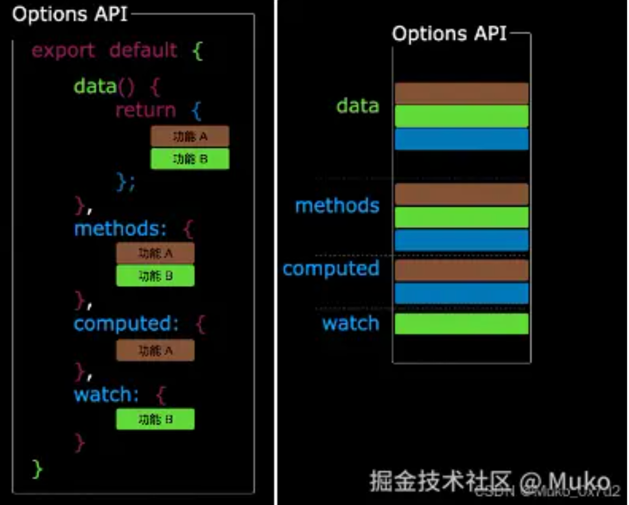 Options API
export default {
data() {
return {
功能 A
功能 B
};
},
methods: {
功能 A
功能 B
},
computed: {
功能 A
},
watch: {
功能 B
}
}
Options API
data
methods
computed
watch
掘金技术社区 @ Muko
CSDN @Muko_0x7d2